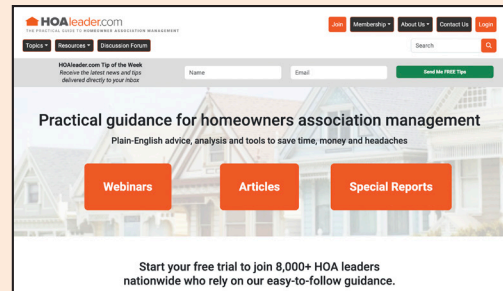 HOAleader.com
THE PRACTICAL GUIDE TO HOMEOWNERS ASSOCIATION MANAGEMENT
Join Membership About Us Contact Us Login
Topics Resources Discussion Forum
Search
HOAleader.com Tip of the Week
Receive the latest news and tips
delivered directly to your inbox
Name
Email
Send Me FREE Tips
Practical guidance for homeowners association management
Plain-English advice, analysis and tools to save time, money and headaches
Webinars
Articles
Special Reports
Start your free trial to join 8,000+ HOA leaders
nationwide who rely on our easy-to-follow guidance.